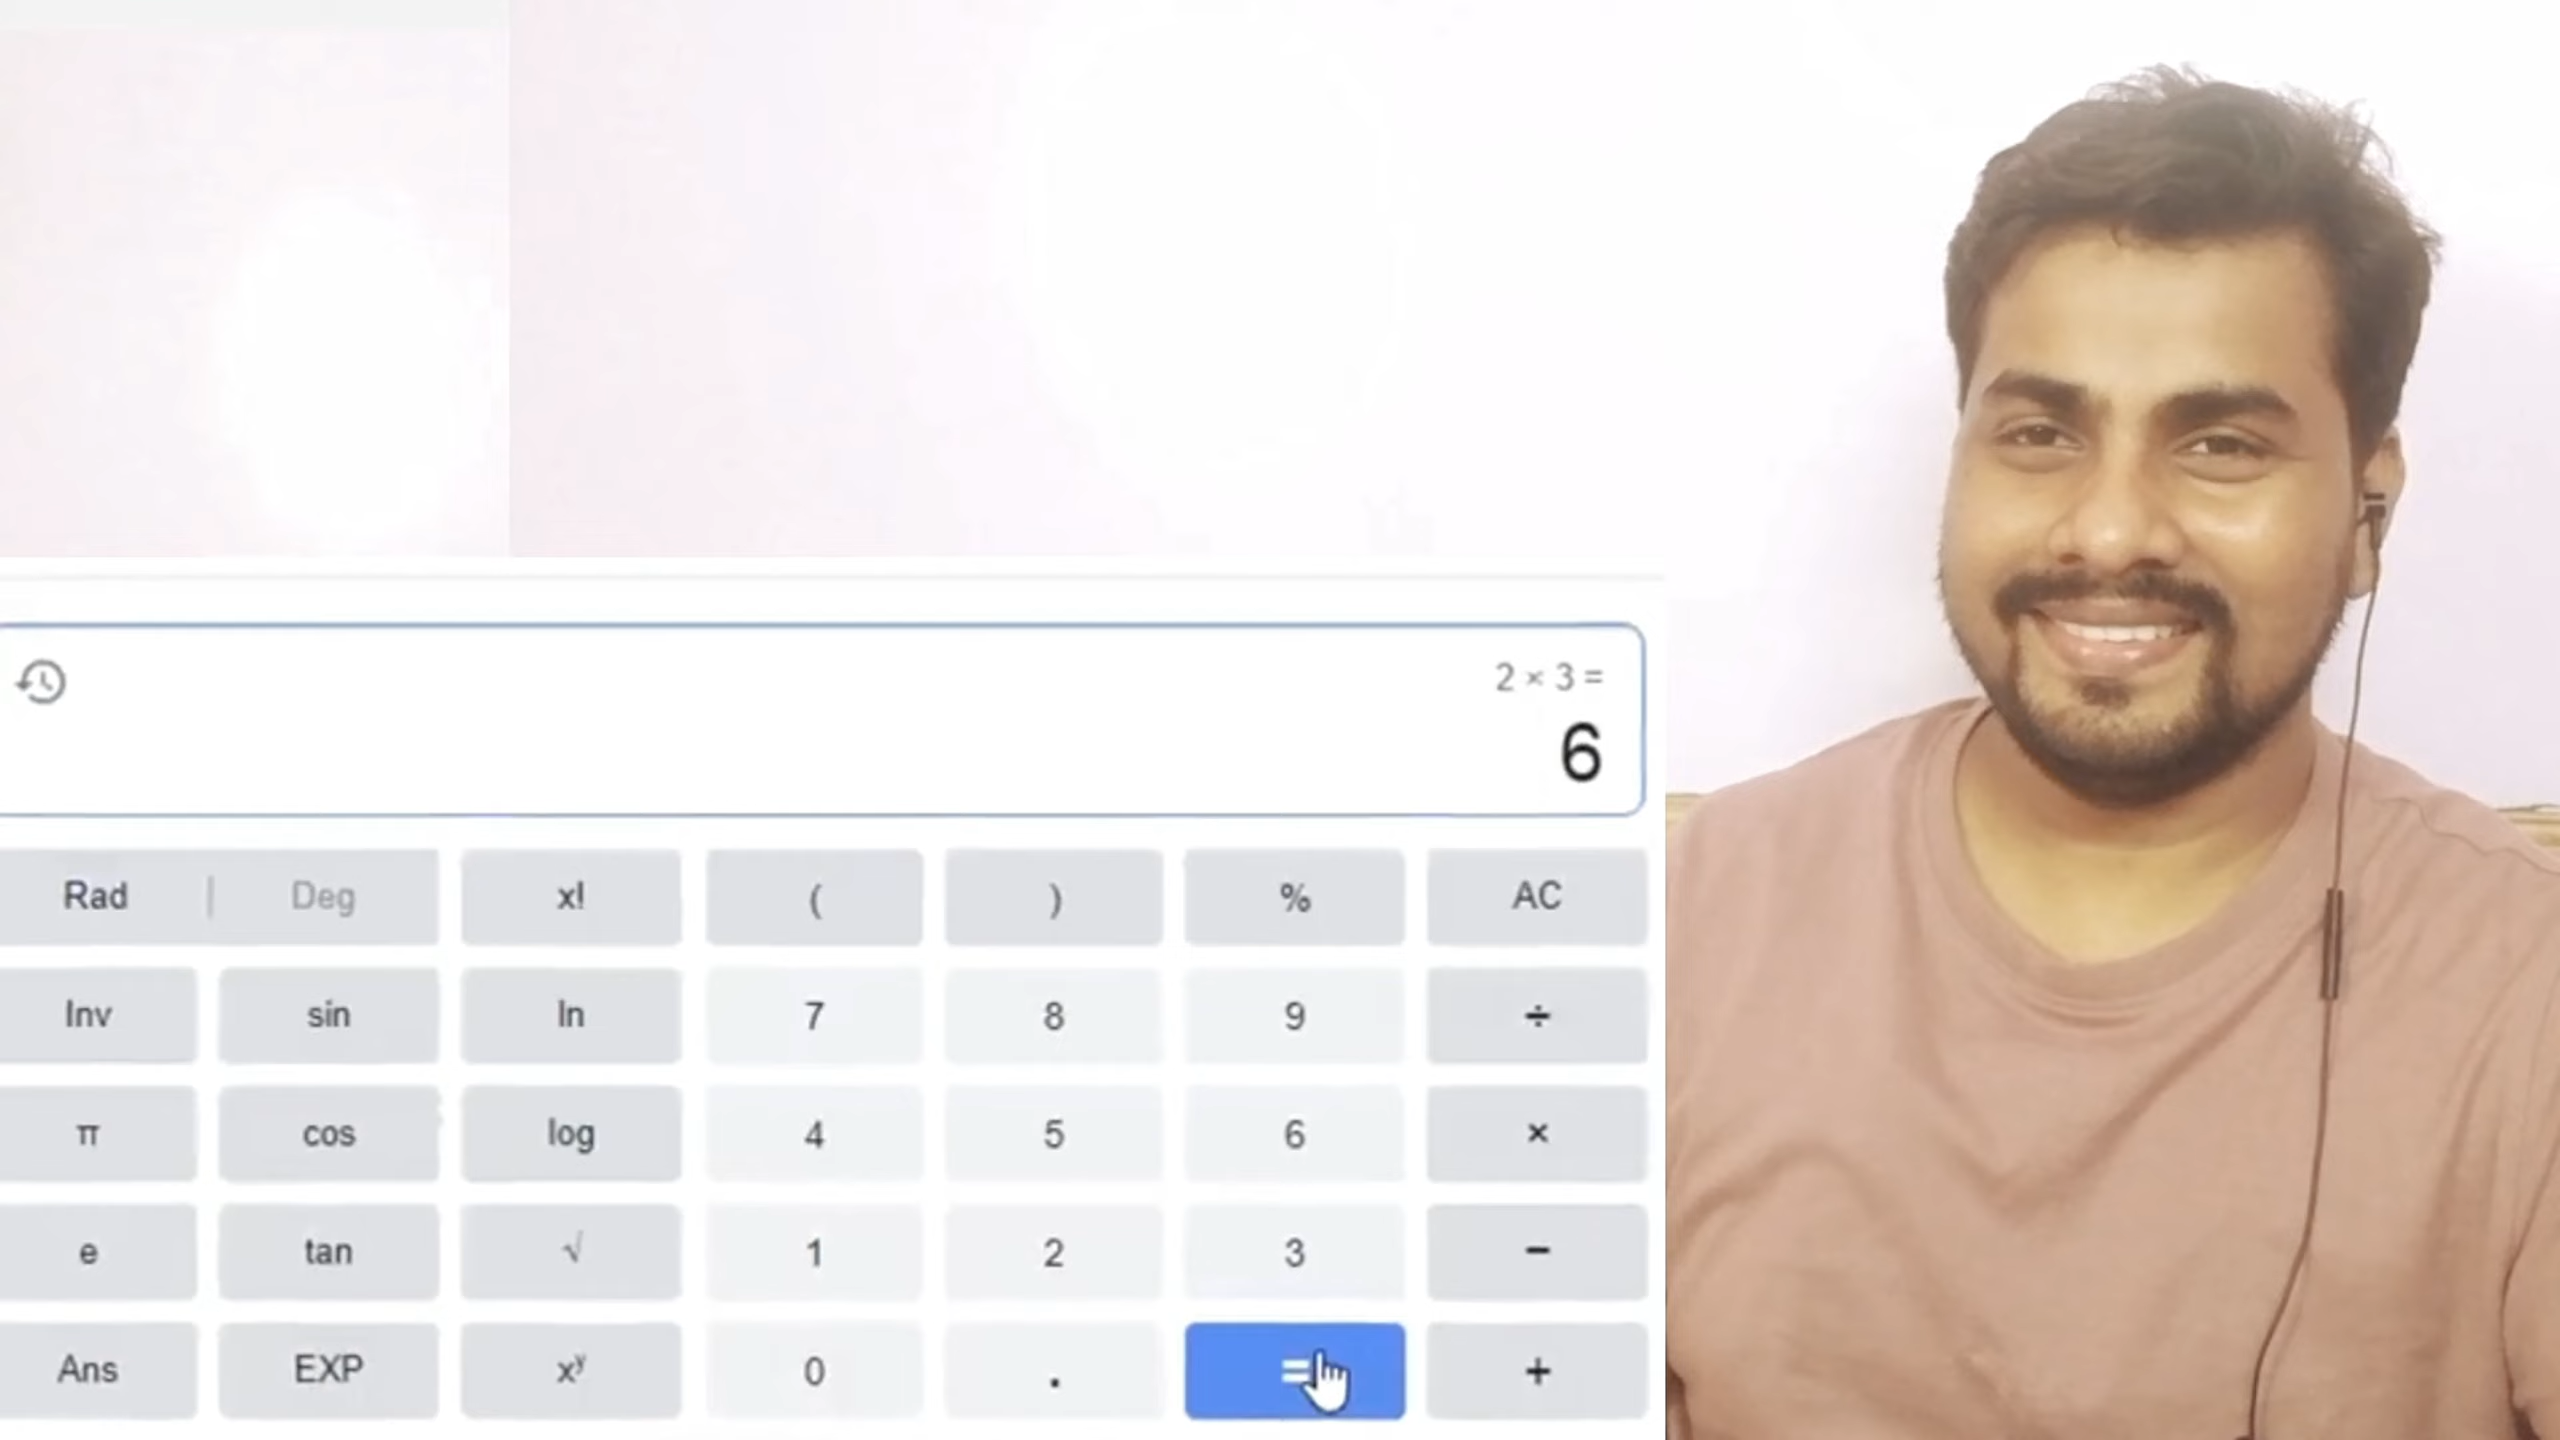 2 × 3 =
6
Rad | Deg x! ( ) % AC
Inv sin ln 7 8 9 ÷
π cos log 4 5 6 ×
e tan √ 1 2 3 −
Ans EXP xʸ 0 . = +